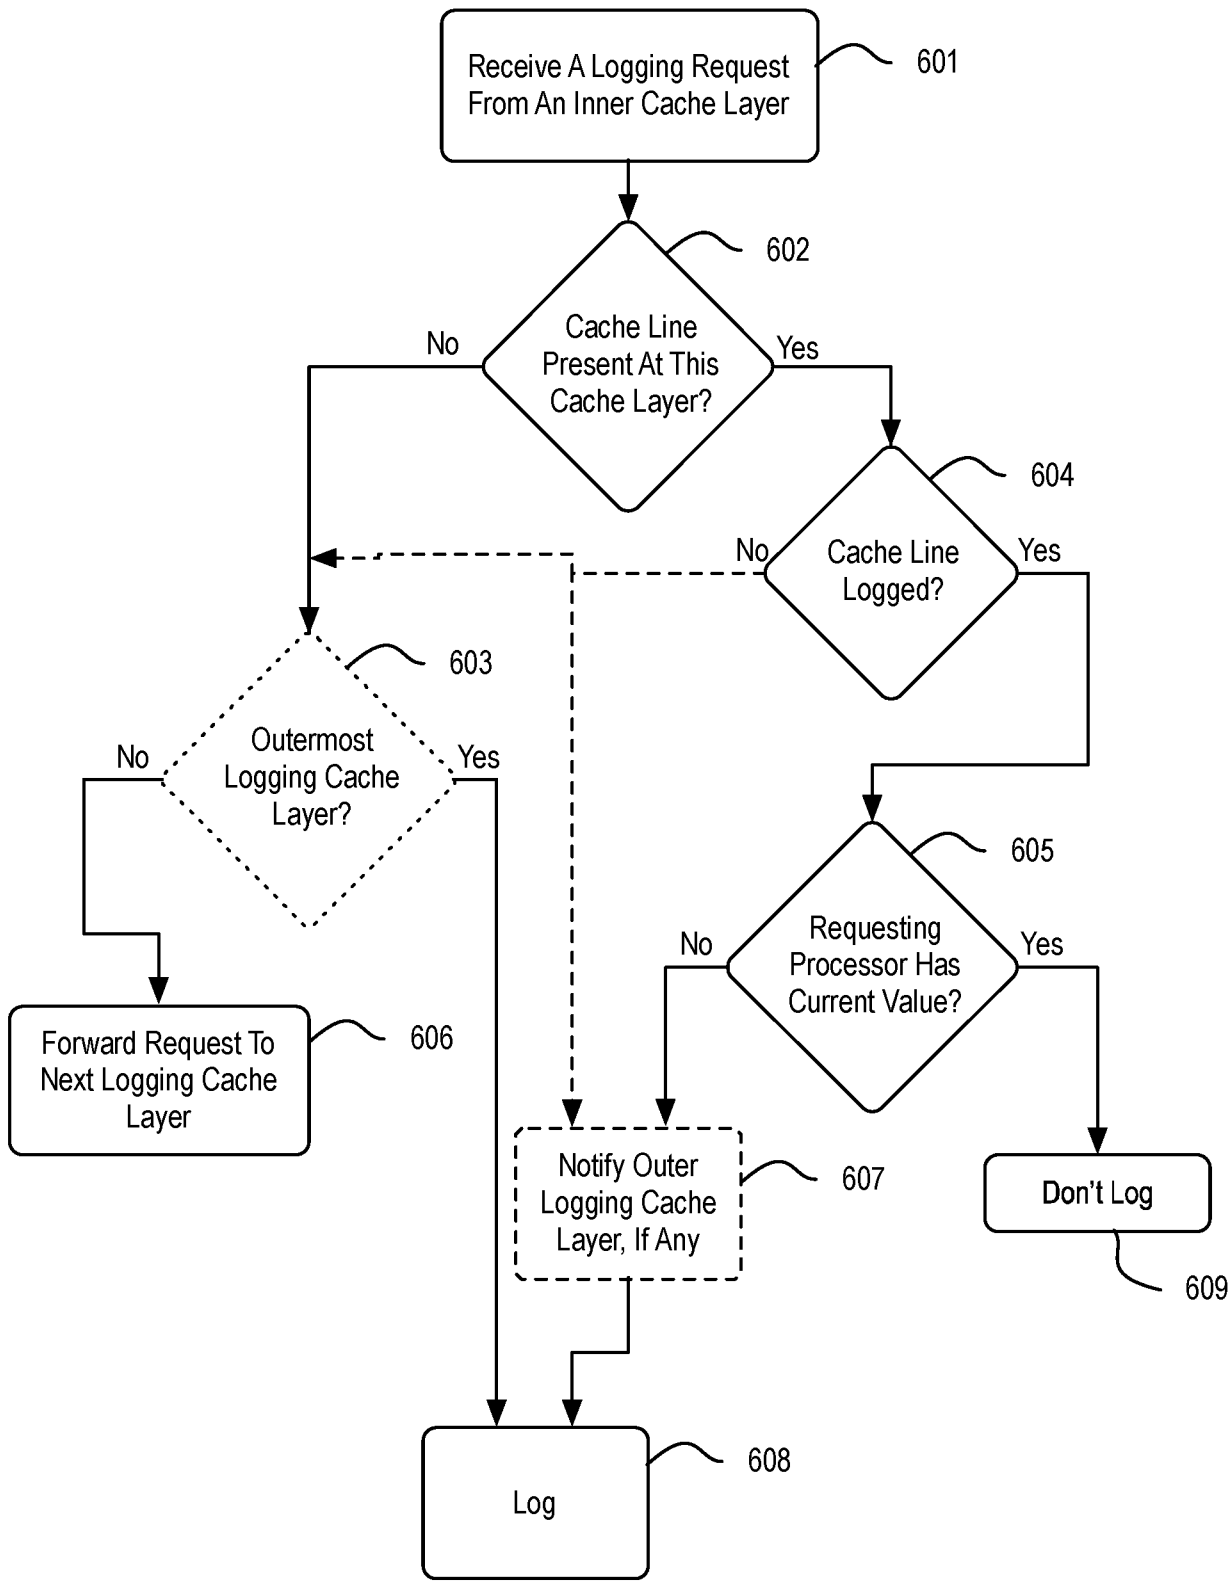 Receive A Logging Request
From An Inner Cache Layer
601
602
Cache Line
Present At This
Cache Layer?
No
Yes
604
Cache Line
Logged?
No
Yes
603
Outermost
Logging Cache
Layer?
No
Yes
605
Requesting
Processor Has
Current Value?
No
Yes
Forward Request To
Next Logging Cache
Layer
606
Notify Outer
Logging Cache
Layer, If Any
607
Don't Log
609
Log
608